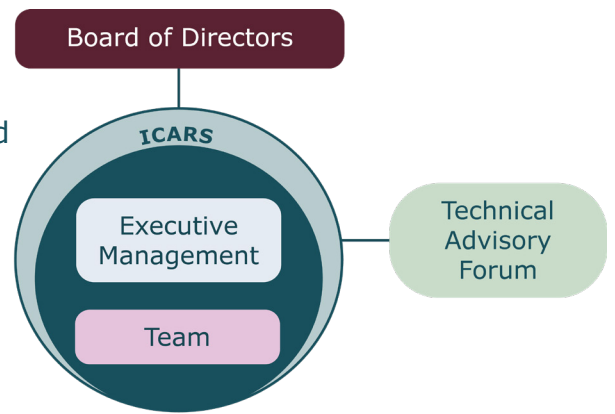 Board of Directors
d
ICARS
Executive
Management
Technical
Advisory
Forum
Team